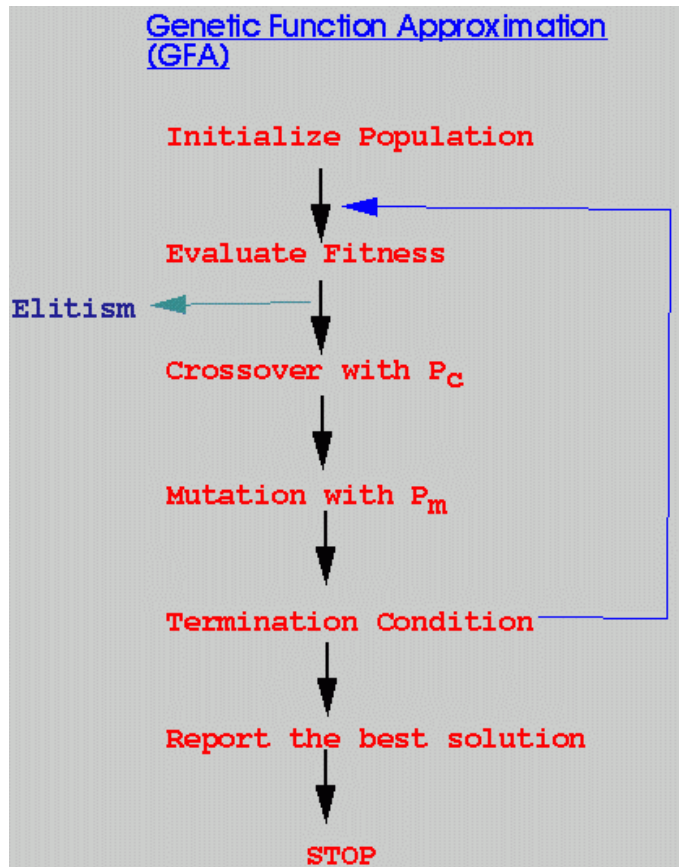 Genetic Function Approximation
(GFA)
Initialize Population
Evaluate Fitness
Elitism
Crossover with Pc
Mutation with Pm
Termination Condition
Report the best solution
STOP